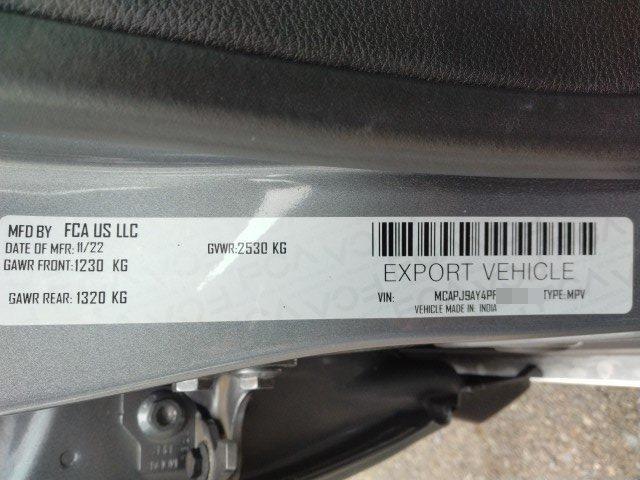 MFD BY FCA US LLC
DATE OF MFR: 11/22 GVWR:2530 KG
GAWR FRONT:1230 KG
GAWR REAR: 1320 KG
EXPORT VEHICLE
VIN: MCAPJ9AY4PF TYPE:MPV
VEHICLE MADE IN: INDIA